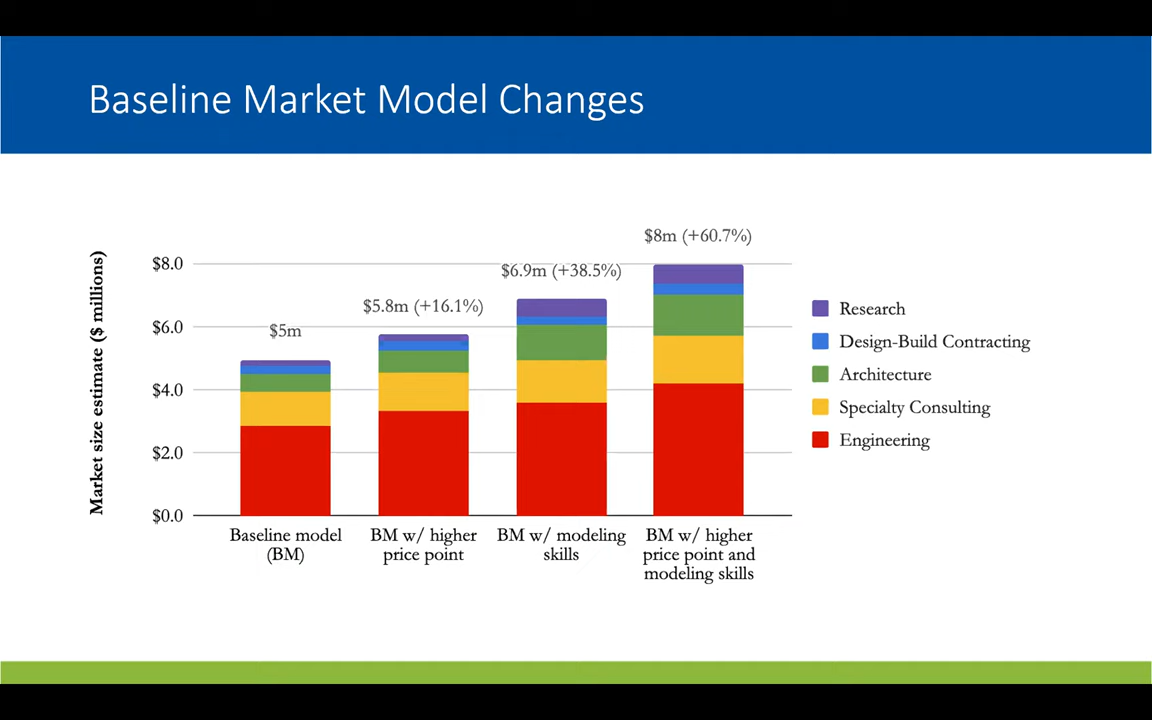 Baseline Market Model Changes
Market size estimate ($ millions)
$8.0
$6.0
$4.0
$2.0
$0.0
$5m
$5.8m (+16.1%)
$6.9m (+38.5%)
$8m (+60.7%)
Baseline model
(BM)
BM w/ higher
price point
BM w/ modeling
skills
BM w/ higher
price point and
modeling skills
Research
Design-Build Contracting
Architecture
Specialty Consulting
Engineering